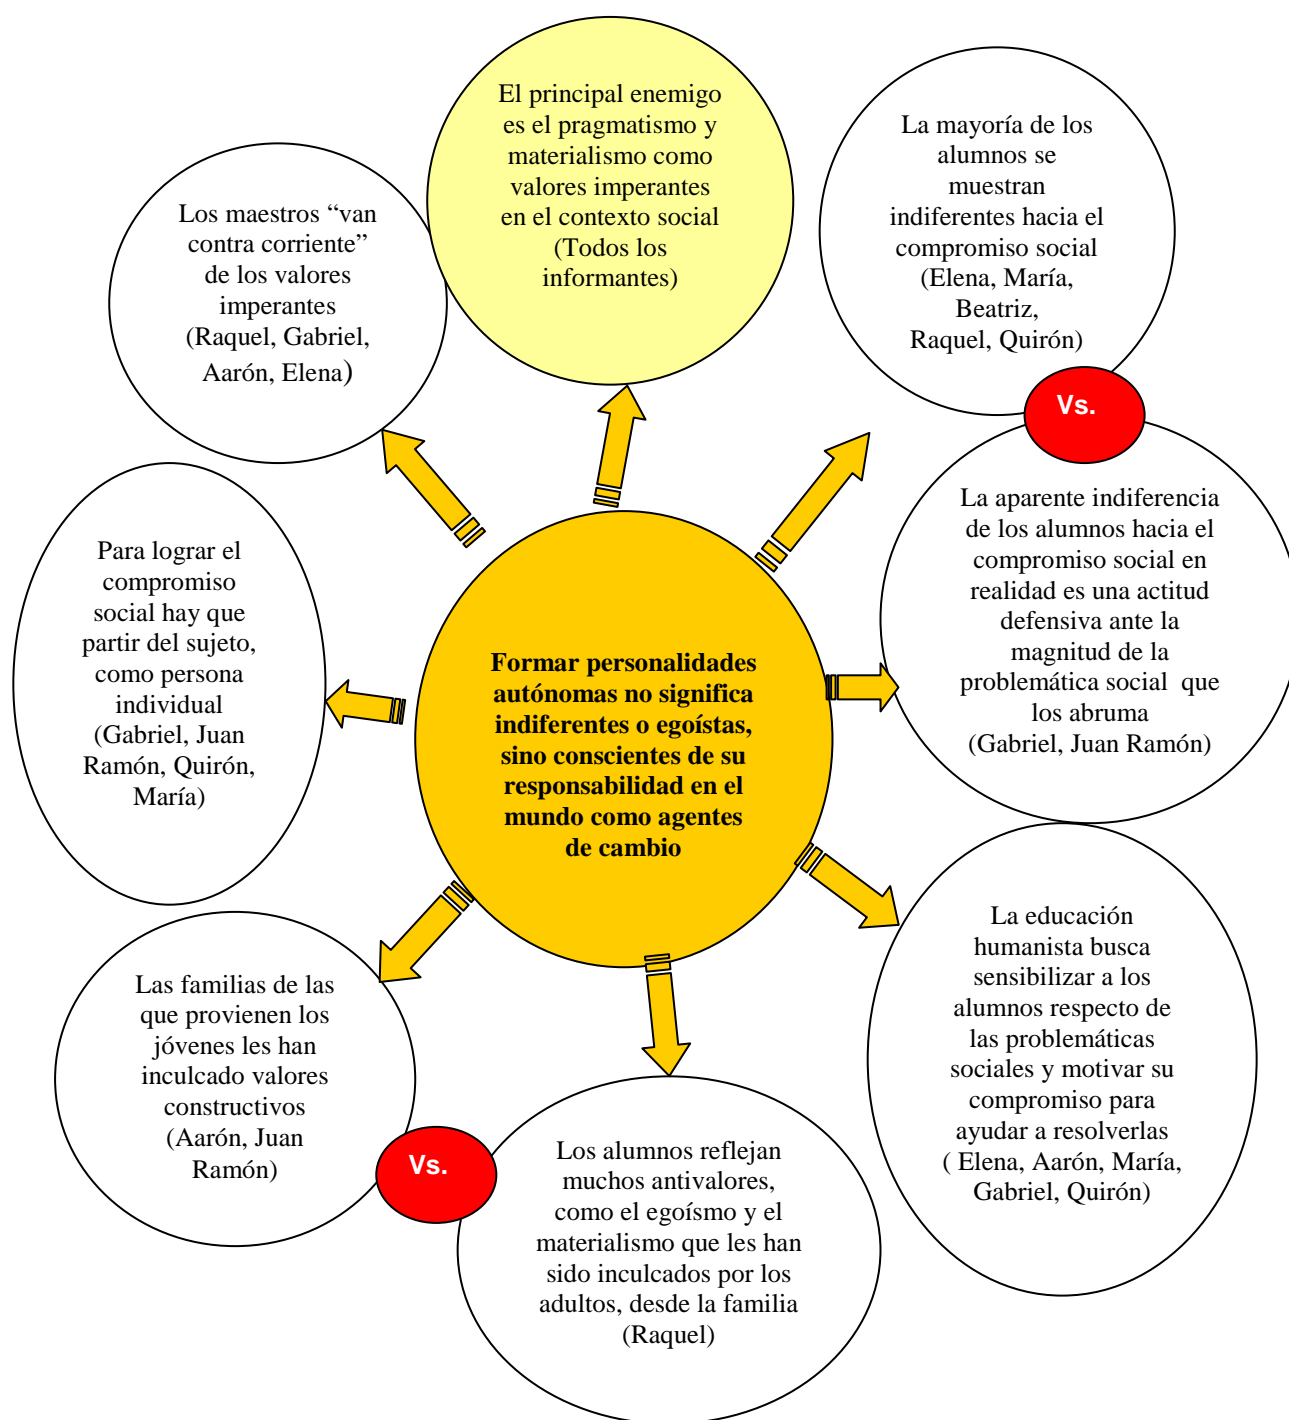 El principal enemigo
es el pragmatismo y
materialismo como
valores imperantes
en el contexto social
(Todos los
informantes)
La mayoría de los
alumnos se
muestran
indiferentes hacia el
compromiso social
(Elena, María,
Beatriz,
Raquel, Quirón)
Los maestros “van
contra corriente”
de los valores
imperantes
(Raquel, Gabriel,
Aarón, Elena)
Vs.
La aparente indiferencia
de los alumnos hacia el
compromiso social en
realidad es una actitud
defensiva ante la
magnitud de la
problemática social que
los abruma
(Gabriel, Juan Ramón)
Para lograr el
compromiso
social hay que
partir del sujeto,
como persona
individual
(Gabriel, Juan
Ramón, Quirón,
María)
Formar personalidades
autónomas no significa
indiferentes o egoístas,
sino conscientes de su
responsabilidad en el
mundo como agentes
de cambio
La educación
humanista busca
sensibilizar a los
alumnos respecto de
las problemáticas
sociales y motivar su
compromiso para
ayudar a resolverlas
( Elena, Aarón, María,
Gabriel, Quirón)
Las familias de las
que provienen los
jóvenes les han
inculcado valores
constructivos
(Aarón, Juan
Ramón)
Vs.
Los alumnos reflejan
muchos antivalores,
como el egoísmo y el
materialismo que les han
sido inculcados por los
adultos, desde la familia
(Raquel)